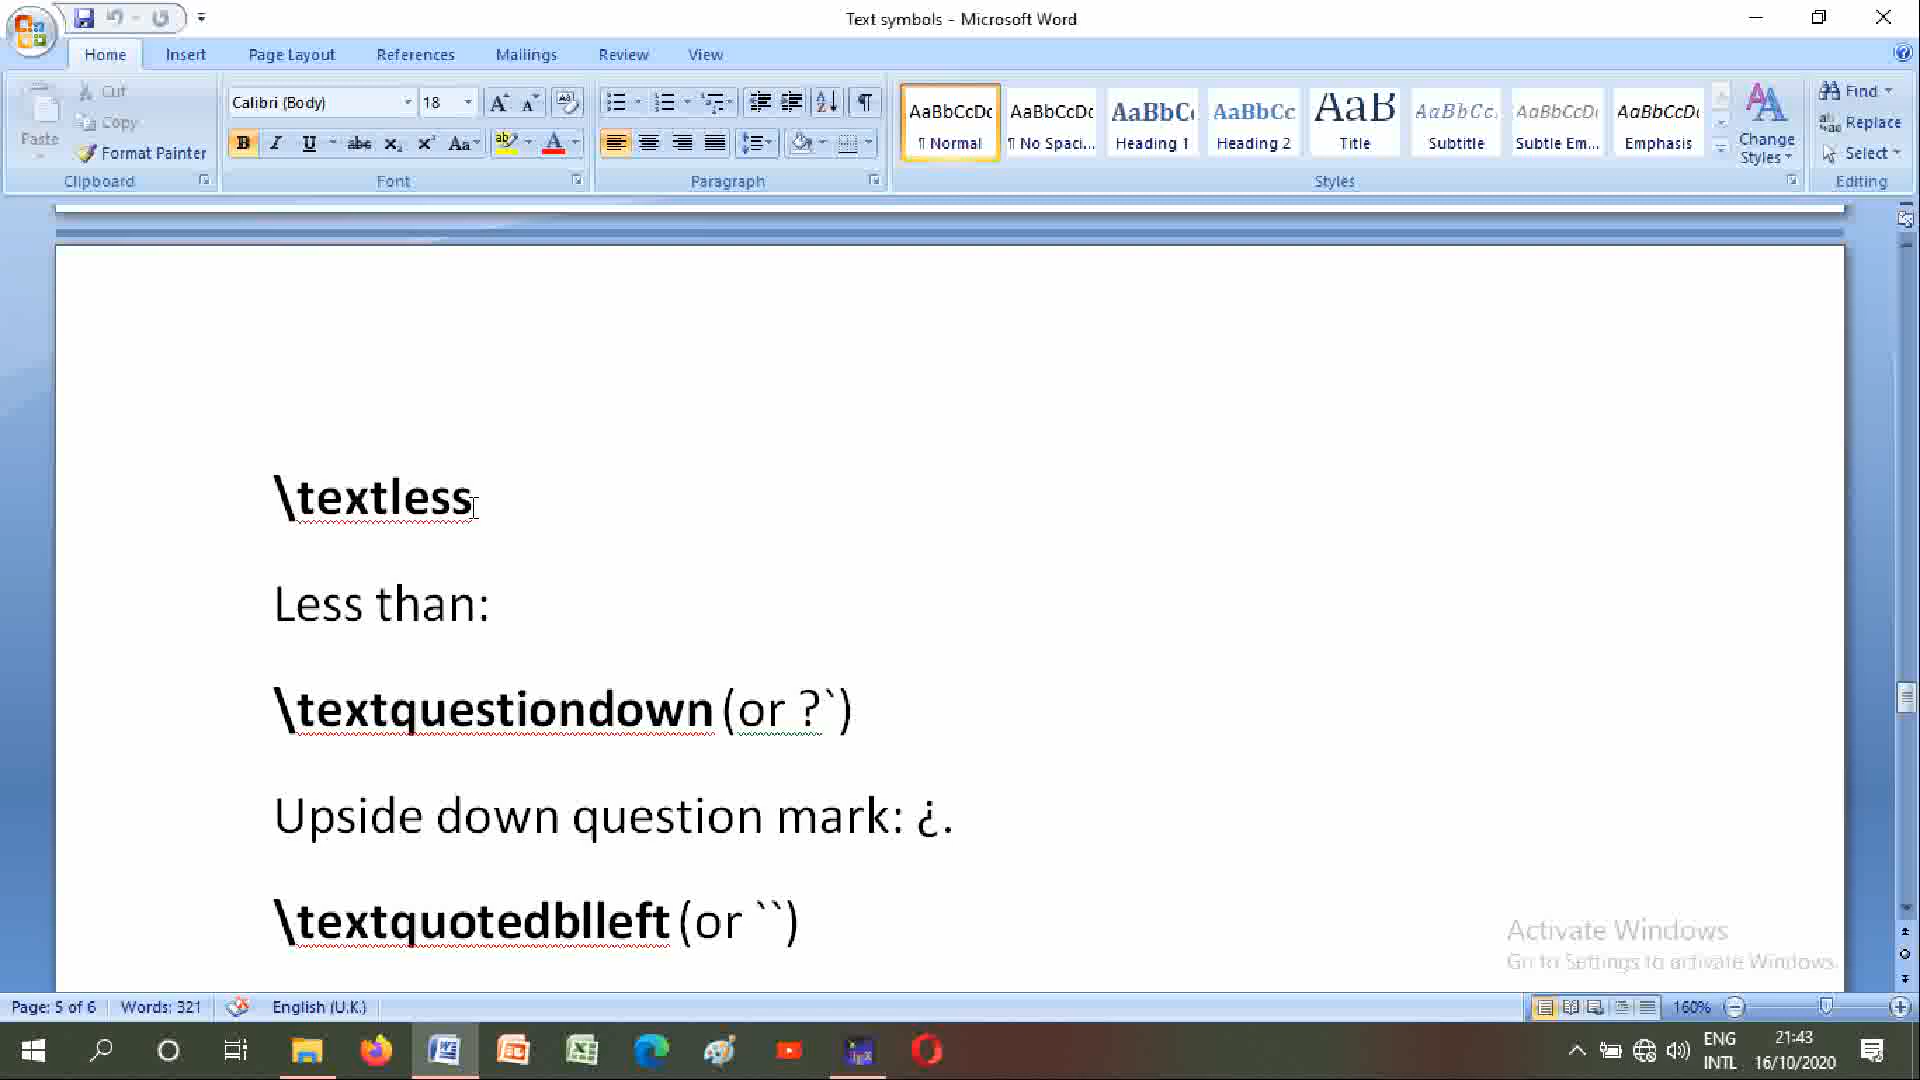 Text symbols - Microsoft Word
Home Insert Page Layout References Mailings Review View
Paste
Cut
Copy
Format Painter
Clipboard
Calibri (Body) 18
Font
Paragraph
AaBbCcDc ¶ Normal
AaBbCcDc ¶ No Spaci...
AaBbC Heading 1
AaBbCc Heading 2
AaB Title
AaBbCc. Subtitle
AaBbCcDi Subtle Em...
AaBbCcDi Emphasis
Change Styles
Styles
Find
Replace
Select
Editing
\textless
Less than:
\textquestiondown (or ?`)
Upside down question mark: ¿.
\textquotedblleft (or ``)
Activate Windows
Go to Settings to activate Windows.
Page: 5 of 6 Words: 321 English (U.K.) 160%
ENG 21:43
INTL 16/10/2020